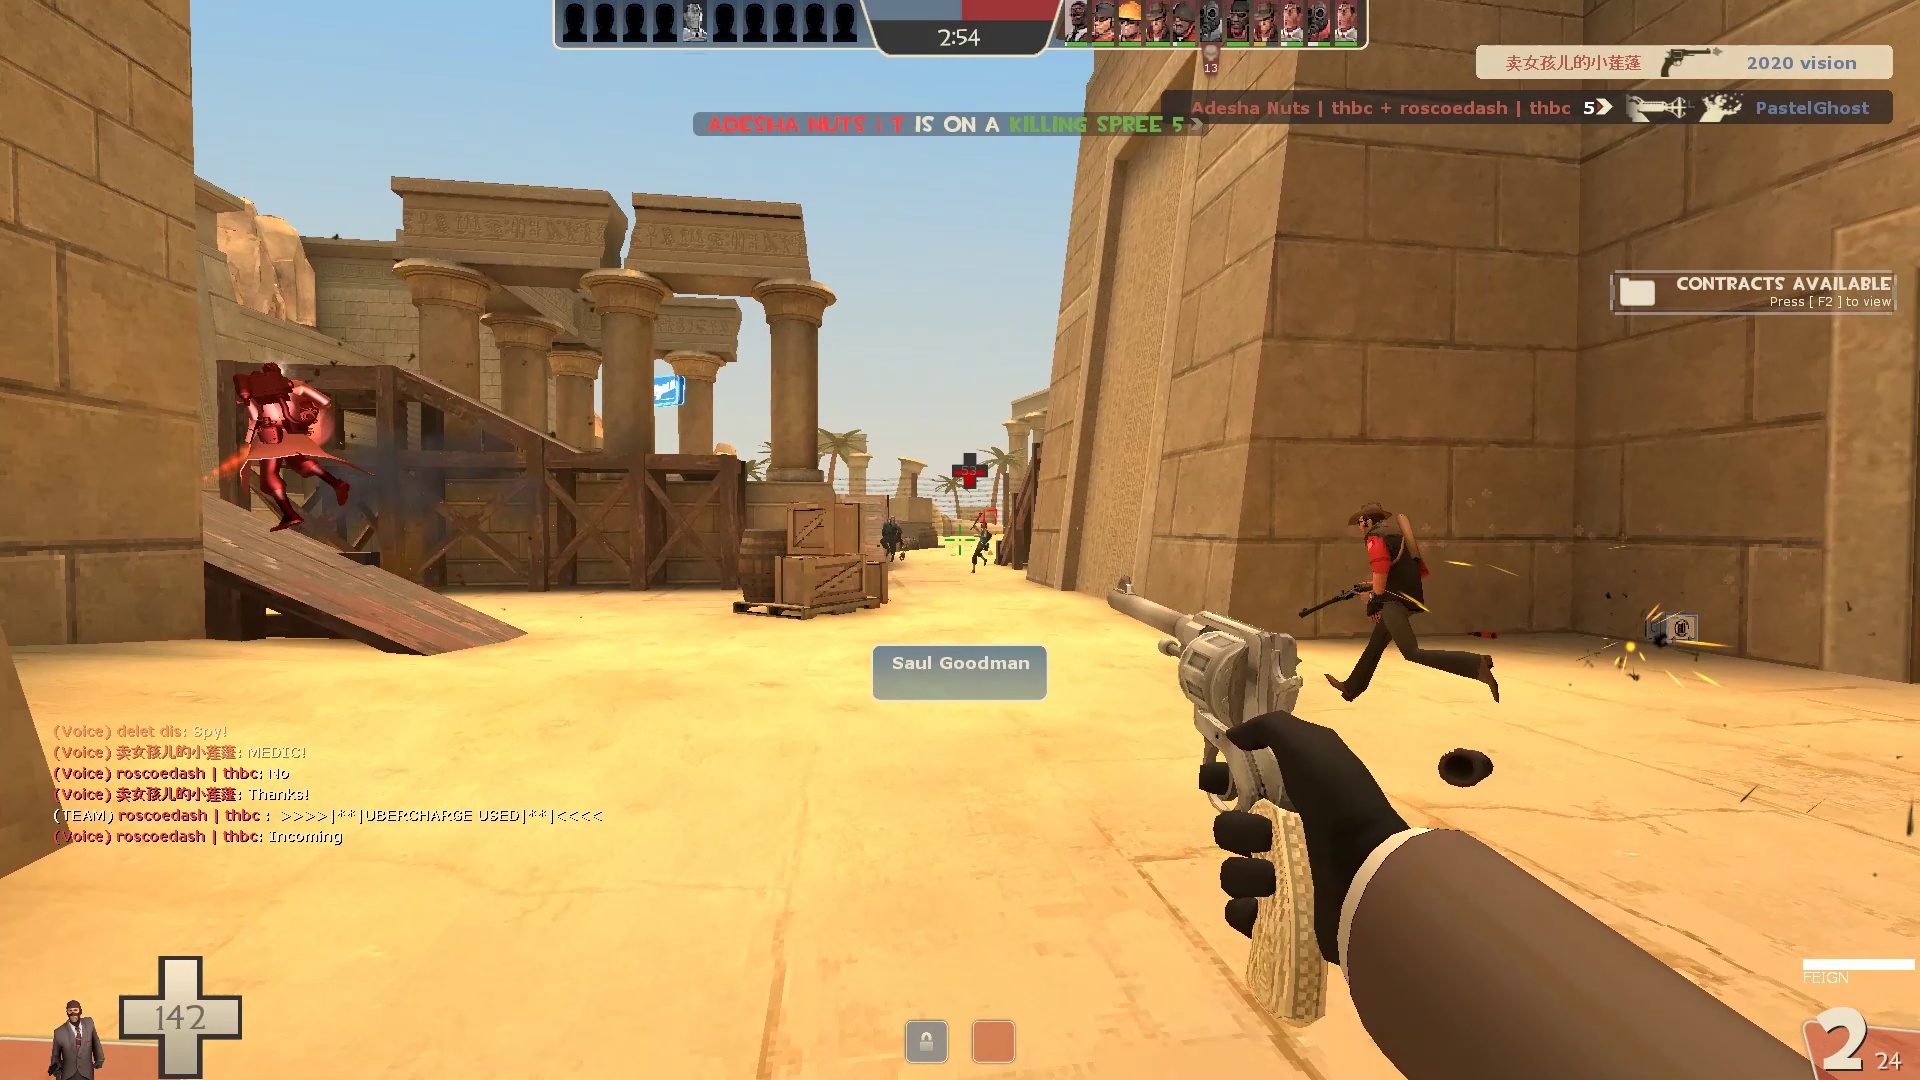 2:54
13
卖女孩儿的小莲蓬 2020 vision
Adesha Nuts | thbc + roscoedash | thbc 5 PastelGhost
ADESHA NUTS | T IS ON A KILLING SPREE 5
CONTRACTS AVAILABLE
Press [ F2 ] to view
53
Saul Goodman
(Voice) delet dis: Spy!
(Voice) 卖女孩儿的小莲蓬: MEDIC!
(Voice) roscoedash | thbc: No
(Voice) 卖女孩儿的小莲蓬: Thanks!
(TEAM) roscoedash | thbc : >>>>|**|UBERCHARGE USED|**|<<<<
(Voice) roscoedash | thbc: Incoming
142
FEIGN
2 24